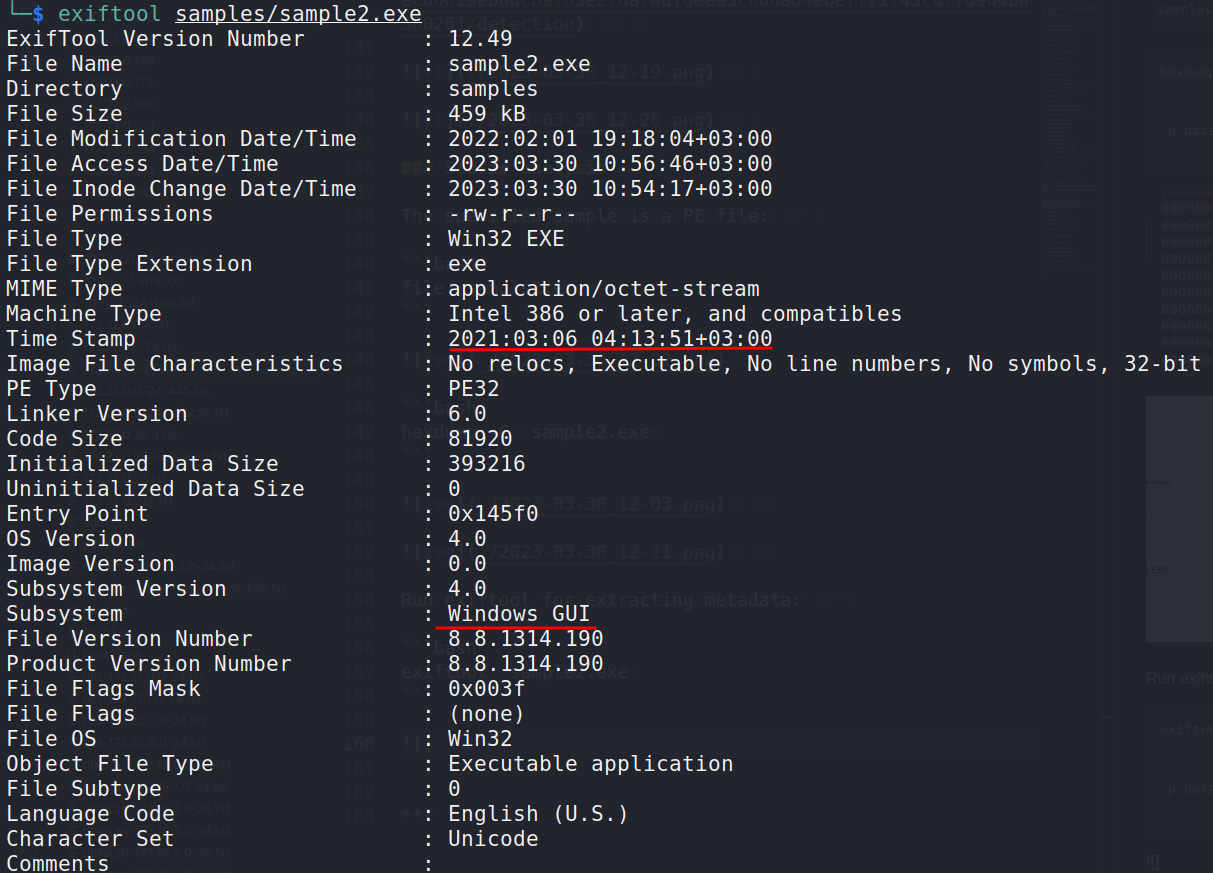 └─$ exiftool samples/sample2.exe
ExifTool Version Number : 12.49
File Name : sample2.exe
Directory : samples
File Size : 459 kB
File Modification Date/Time : 2022:02:01 19:18:04+03:00
File Access Date/Time : 2023:03:30 10:56:46+03:00
File Inode Change Date/Time : 2023:03:30 10:54:17+03:00
File Permissions : -rw-r--r--
File Type : Win32 EXE
File Type Extension : exe
MIME Type : application/octet-stream
Machine Type : Intel 386 or later, and compatibles
Time Stamp : 2021:03:06 04:13:51+03:00
Image File Characteristics : No relocs, Executable, No line numbers, No symbols, 32-bit
PE Type : PE32
Linker Version : 6.0
Code Size : 81920
Initialized Data Size : 393216
Uninitialized Data Size : 0
Entry Point : 0x145f0
OS Version : 4.0
Image Version : 0.0
Subsystem Version : 4.0
Subsystem : Windows GUI
File Version Number : 8.8.1314.190
Product Version Number : 8.8.1314.190
File Flags Mask : 0x003f
File Flags : (none)
File OS : Win32
Object File Type : Executable application
File Subtype : 0
Language Code : English (U.S.)
Character Set : Unicode
Comments :